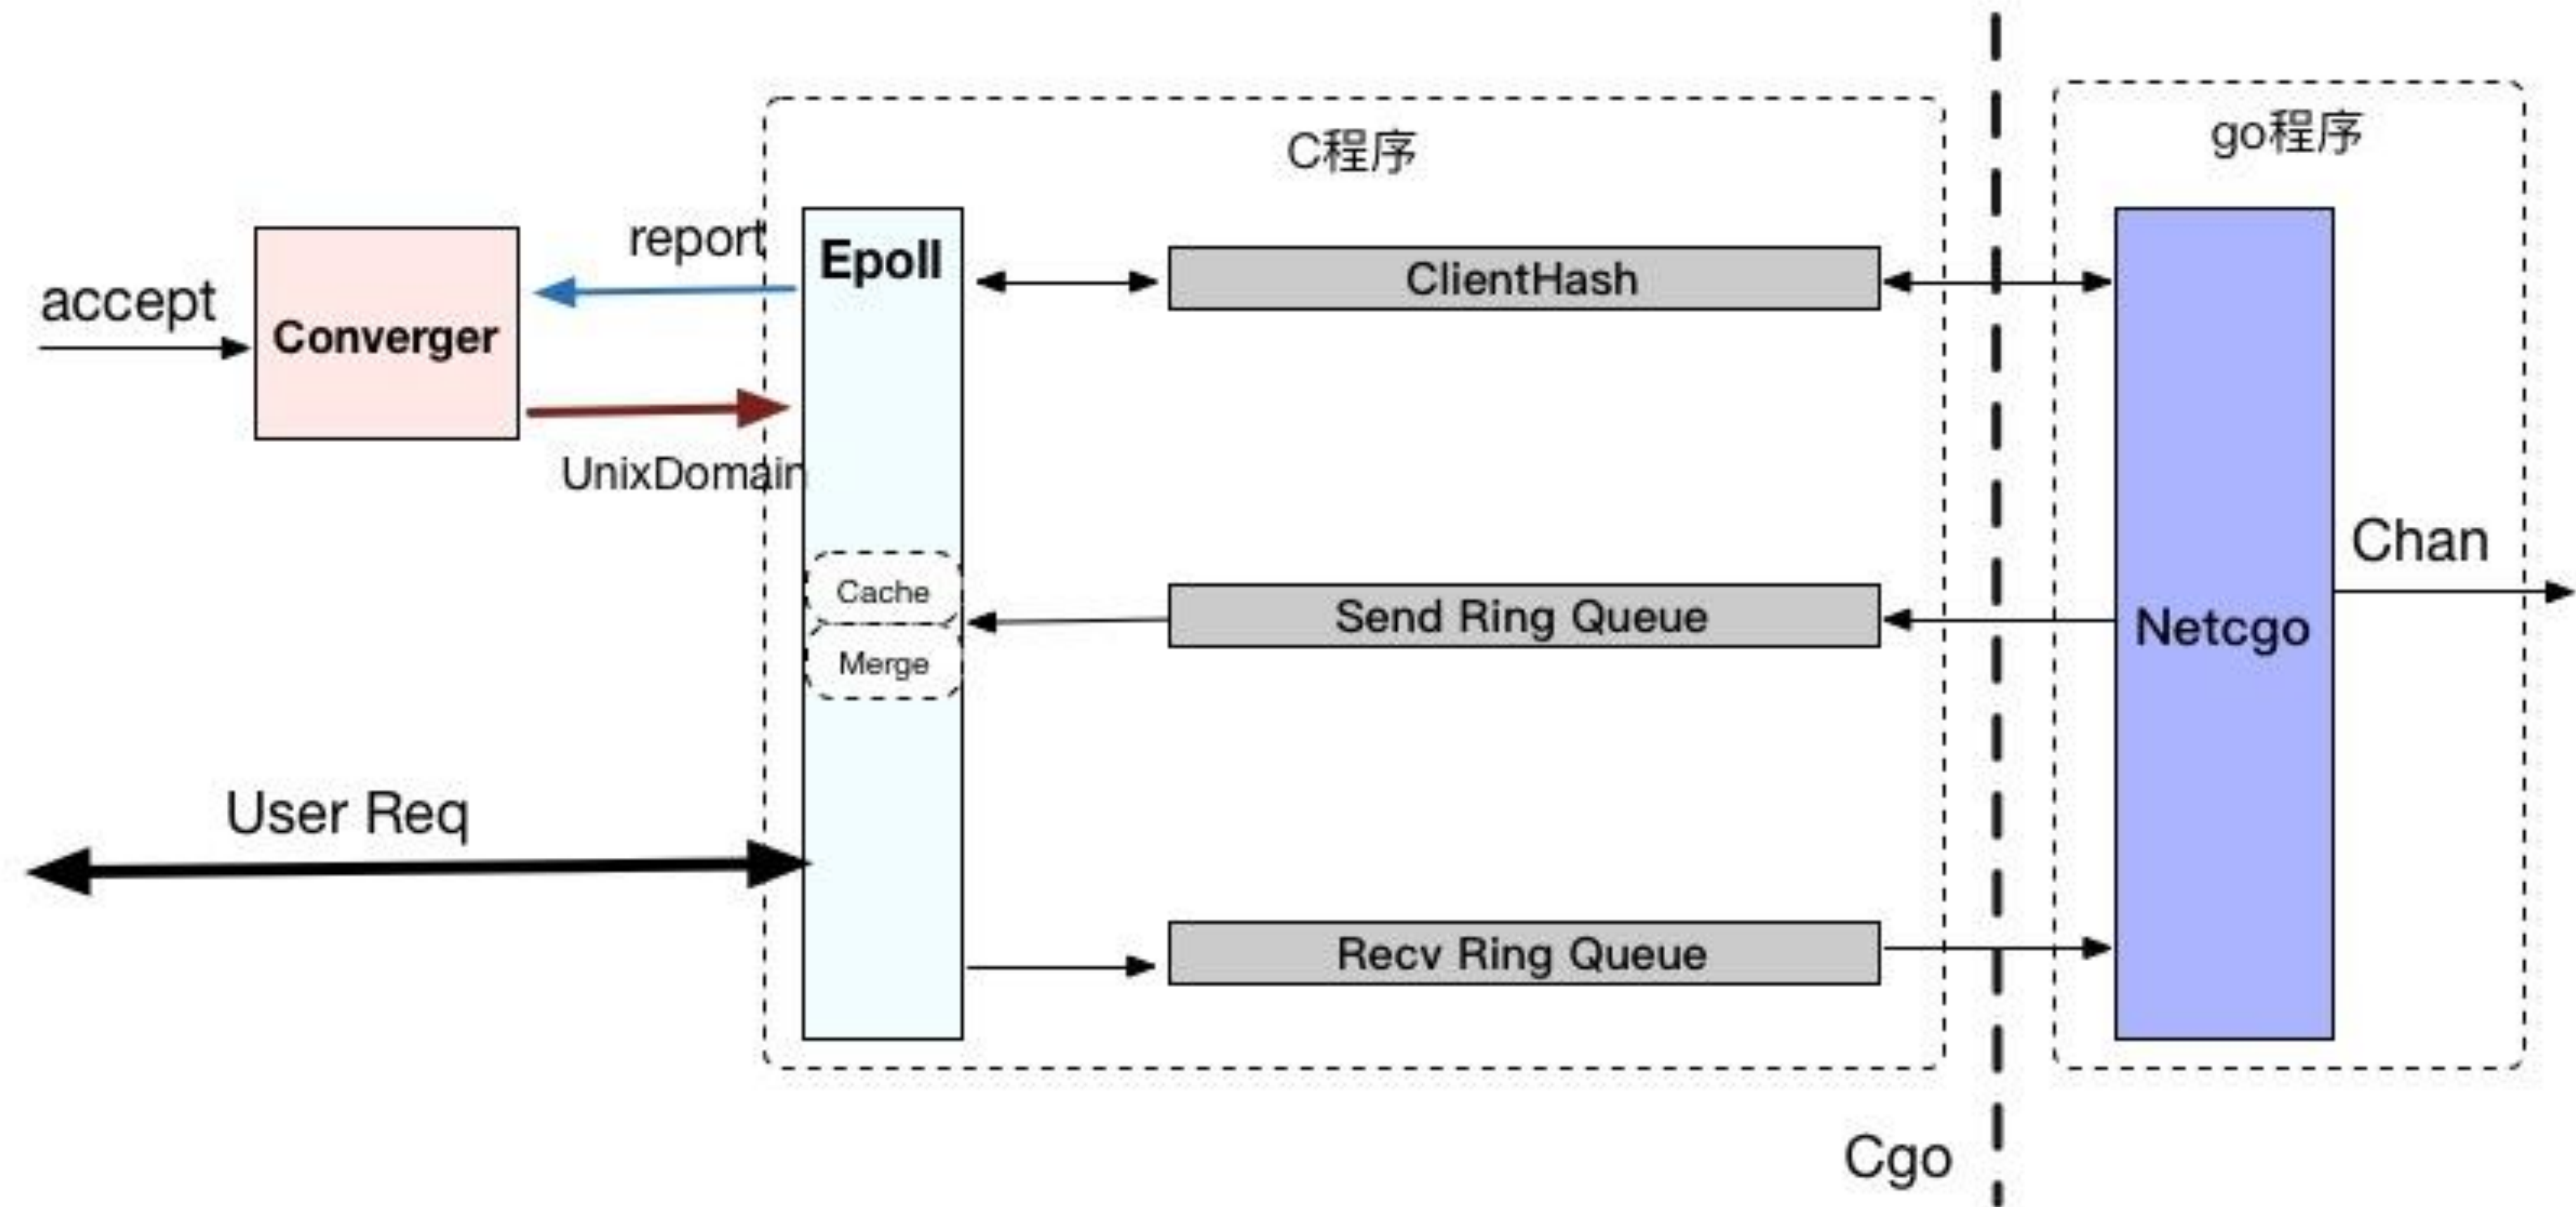 C程序
go程序
report
Epoll
ClientHash
accept
Converger
UnixDomain
Cache
Merge
Send Ring Queue
Chan
Netcgo
User Req
Recv Ring Queue
Cgo